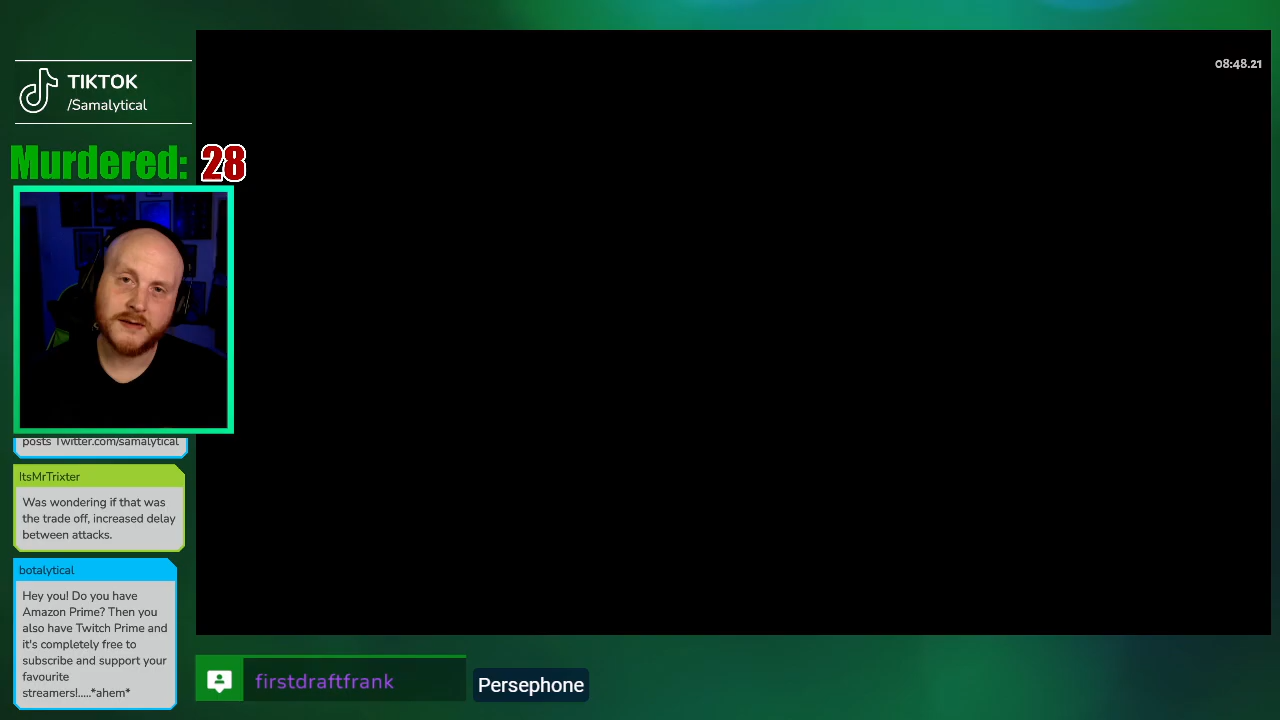 TIKTOK
/Samalytical
08:48.21
Murdered: 28
posts Twitter.com/samalytical
ItsMrTrixter
Was wondering if that was
the trade off, increased delay
between attacks.
botalytical
Hey you! Do you have
Amazon Prime? Then you
also have Twitch Prime and
it's completely free to
subscribe and support your
favourite
streamers!.....*ahem*
firstdraftfrank
Persephone